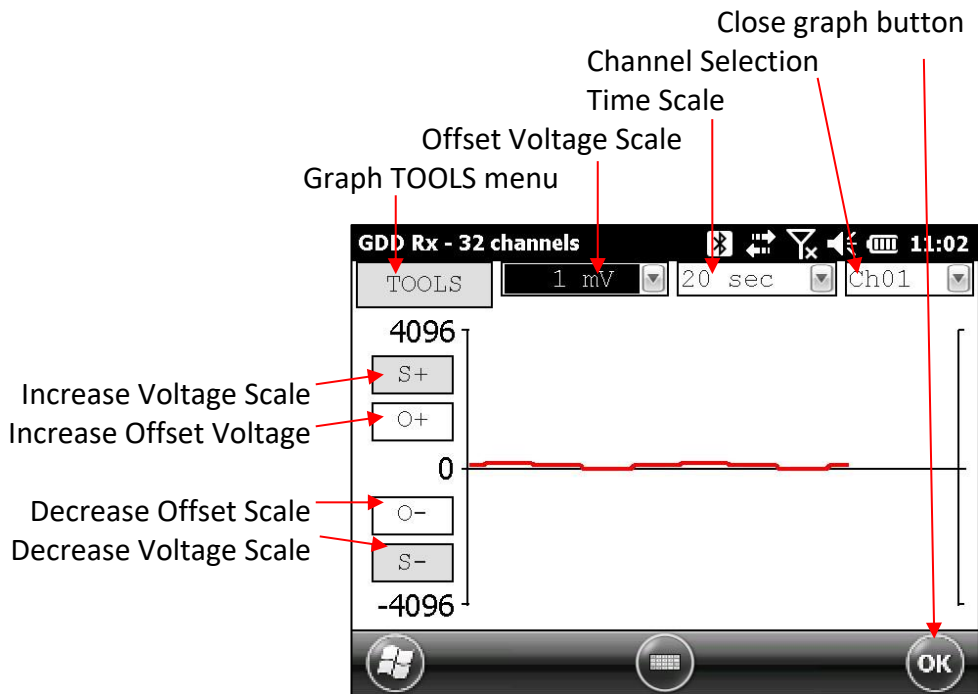 Close graph button
Channel Selection
Time Scale
Offset Voltage Scale
Graph TOOLS menu
GDD Rx - 32 channels 11:02
TOOLS 1 mV 20 sec Ch01
4096
S+
Increase Voltage Scale
O+
Increase Offset Voltage
0
Decrease Offset Scale
O-
Decrease Voltage Scale
S-
-4096
OK